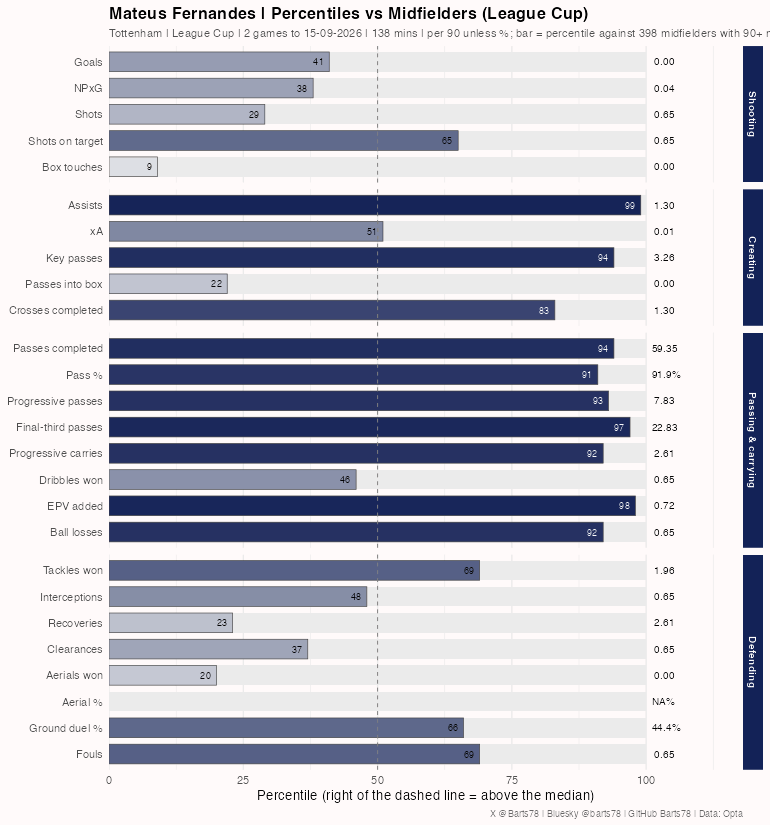 Mateus Fernandes | Percentiles vs Midfielders (League Cup)
Tottenham | League Cup | 2 games to 15-09-2026 | 138 mins | per 90 unless %; bar = percentile against 398 midfielders with 90+
Goals 41 0.00
NPxG 38 0.04
Shots 29 0.65
Shots on target 65 0.65
Box touches 9 0.00
Shooting
Assists 99 1.30
xA 51 0.01
Key passes 94 3.26
Passes into box 22 0.00
Crosses completed 83 1.30
Creating
Passes completed 94 59.35
Pass % 91 91.9%
Progressive passes 93 7.83
Final-third passes 97 22.83
Progressive carries 92 2.61
Dribbles won 46 0.65
EPV added 98 0.72
Ball losses 92 0.65
Passing & carrying
Tackles won 69 1.96
Interceptions 48 0.65
Recoveries 23 2.61
Clearances 37 0.65
Aerials won 20 0.00
Aerial % NA%
Ground duel % 66 44.4%
Fouls 69 0.65
Defending
0 25 50 75 100
Percentile (right of the dashed line = above the median)
X @Barts78 | Bluesky @barts78 | GitHub Barts78 | Data: Opta